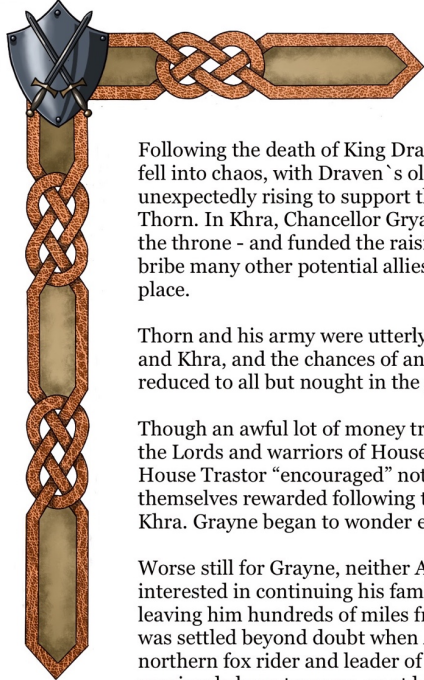 Following the death of King Dra
fell into chaos, with Draven`s ol
unexpectedly rising to support t
Thorn. In Khra, Chancellor Grya
the throne - and funded the rais
bribe many other potential allies
place.
Thorn and his army were utterly
and Khra, and the chances of an
reduced to all but nought in the
Though an awful lot of money tr
the Lords and warriors of House
House Trastor “encouraged” not
themselves rewarded following t
Khra. Grayne began to wonder e
Worse still for Grayne, neither A
interested in continuing his fam
leaving him hundreds of miles fr
was settled beyond doubt when
northern fox rider and leader of